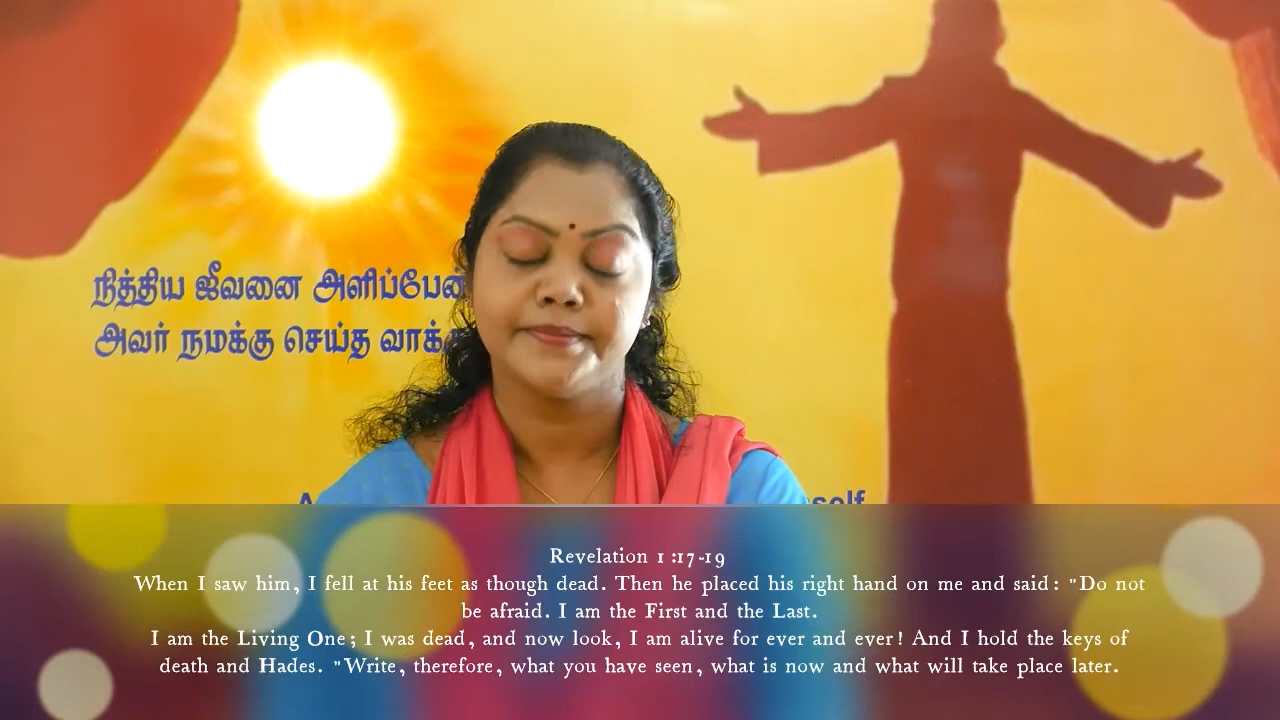 நித்திய ஜீவனை அளிப்பேன்
அவர் நமக்கு செய்த
Revelation 1:17-19
When I saw him, I fell at his feet as though dead. Then he placed his right hand on me and said: "Do not
be afraid. I am the First and the Last.
I am the Living One; I was dead, and now look, I am alive for ever and ever! And I hold the keys of
death and Hades. "Write, therefore, what you have seen, what is now and what will take place later.